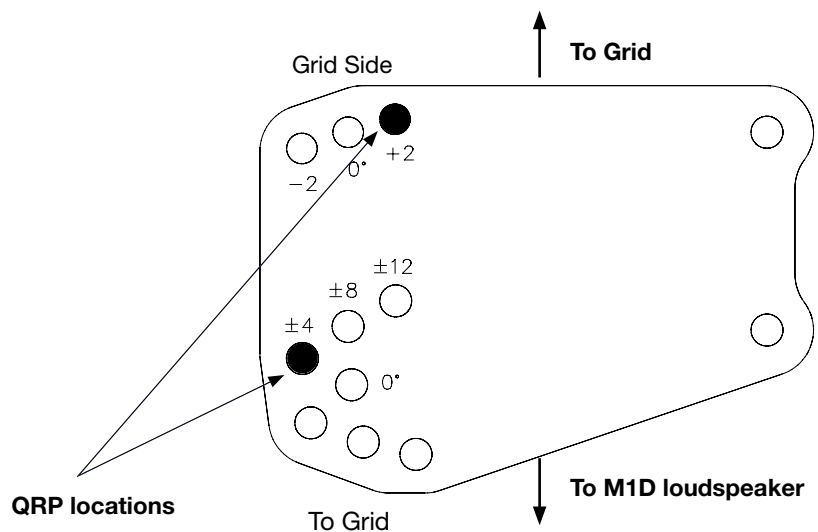 To Grid
Grid Side
-2
0°
+2
±12
±8
±4
0°
To M1D loudspeaker
QRP locations
To Grid